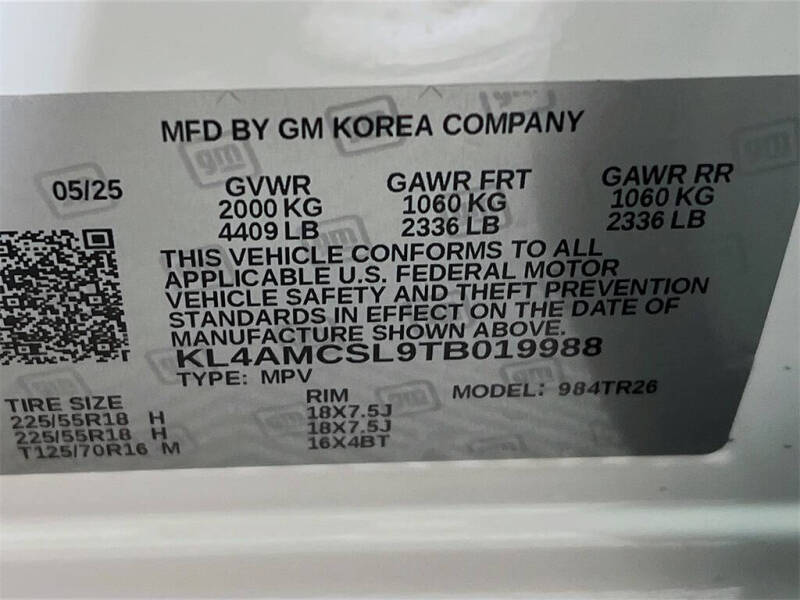 MFD BY GM KOREA COMPANY
05/25 GVWR GAWR FRT GAWR RR
2000 KG 1060 KG 1060 KG
4409 LB 2336 LB 2336 LB
THIS VEHICLE CONFORMS TO ALL
APPLICABLE U.S. FEDERAL MOTOR
VEHICLE SAFETY AND THEFT PREVENTION
STANDARDS IN EFFECT ON THE DATE OF
MANUFACTURE SHOWN ABOVE.
KL4AMCSL9TB019988
TYPE: MPV MODEL: 984TR26
TIRE SIZE RIM
225/55R18 H 18X7.5J
225/55R18 H 18X7.5J
T125/70R16 M 16X4BT